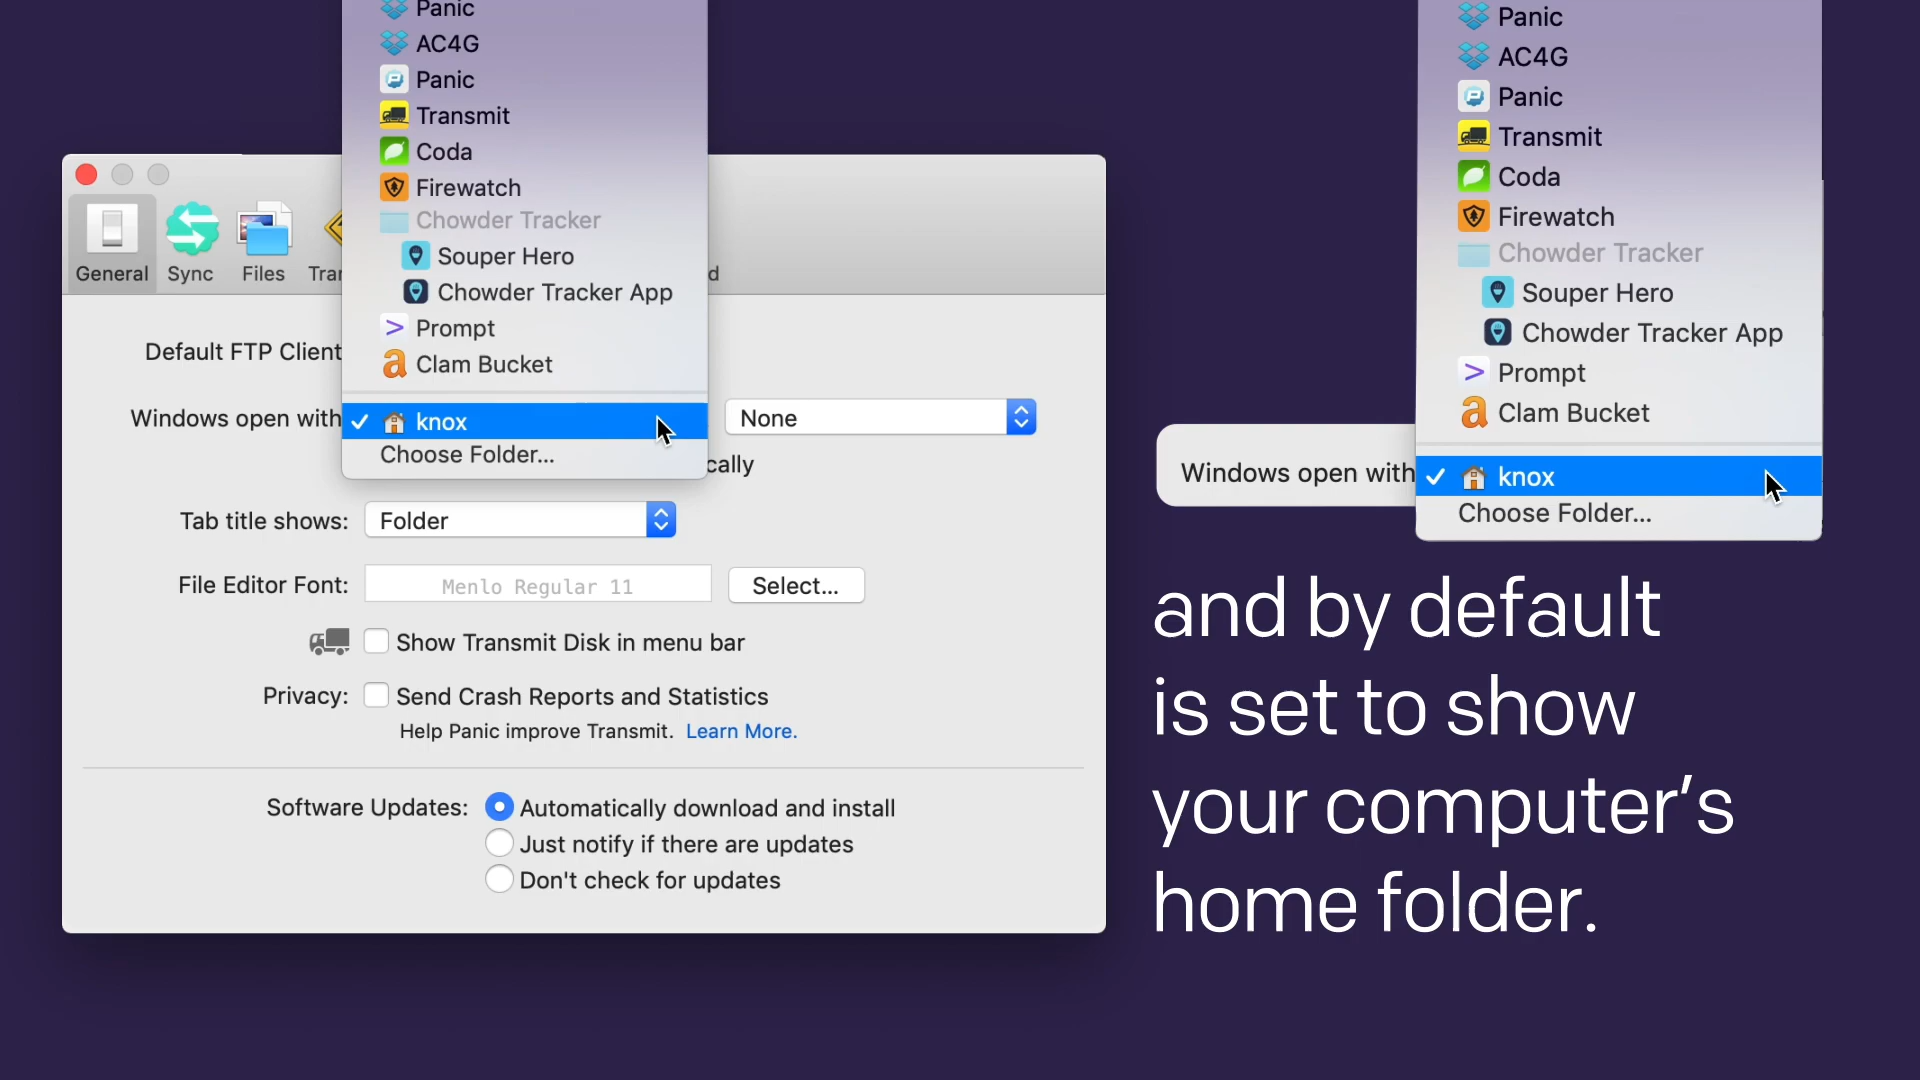 Panic
AC4G
Panic
Transmit
Coda
Firewatch
Chowder Tracker
Souper Hero
Chowder Tracker App
Prompt
Clam Bucket
knox
Choose Folder...
General
Sync
Files
Tran
d
Default FTP Client
Windows open with
None
cally
Tab title shows:
Folder
File Editor Font:
Menlo Regular 11
Select...
Show Transmit Disk in menu bar
Privacy:
Send Crash Reports and Statistics
Help Panic improve Transmit. Learn More.
Software Updates:
Automatically download and install
Just notify if there are updates
Don't check for updates
Panic
AC4G
Panic
Transmit
Coda
Firewatch
Chowder Tracker
Souper Hero
Chowder Tracker App
Prompt
Clam Bucket
Windows open with
knox
Choose Folder...
and by default
is set to show
your computer’s
home folder.